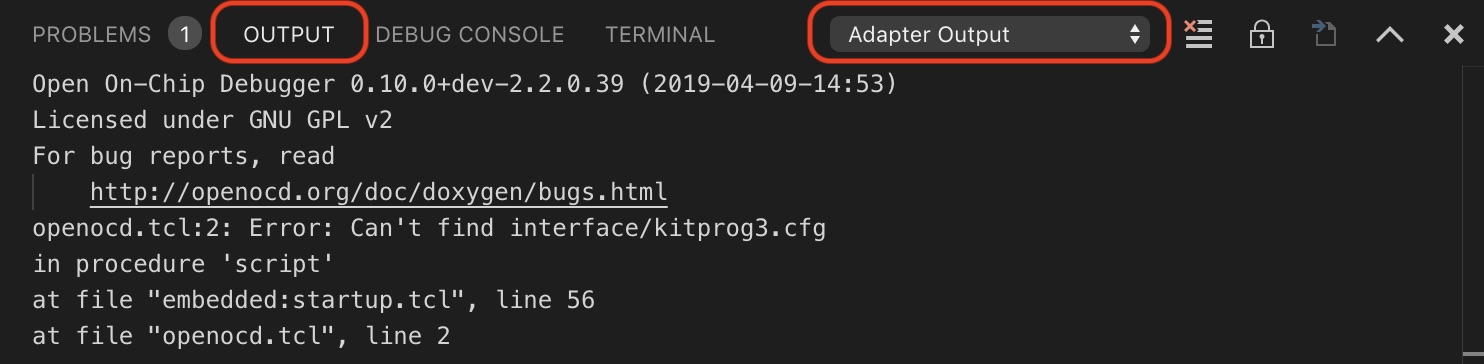 PROBLEMS 1 OUTPUT DEBUG CONSOLE TERMINAL Adapter Output
Open On-Chip Debugger 0.10.0+dev-2.2.0.39 (2019-04-09-14:53)
Licensed under GNU GPL v2
For bug reports, read
http://openocd.org/doc/doxygen/bugs.html
openocd.tcl:2: Error: Can't find interface/kitprog3.cfg
in procedure 'script'
at file "embedded:startup.tcl", line 56
at file "openocd.tcl", line 2